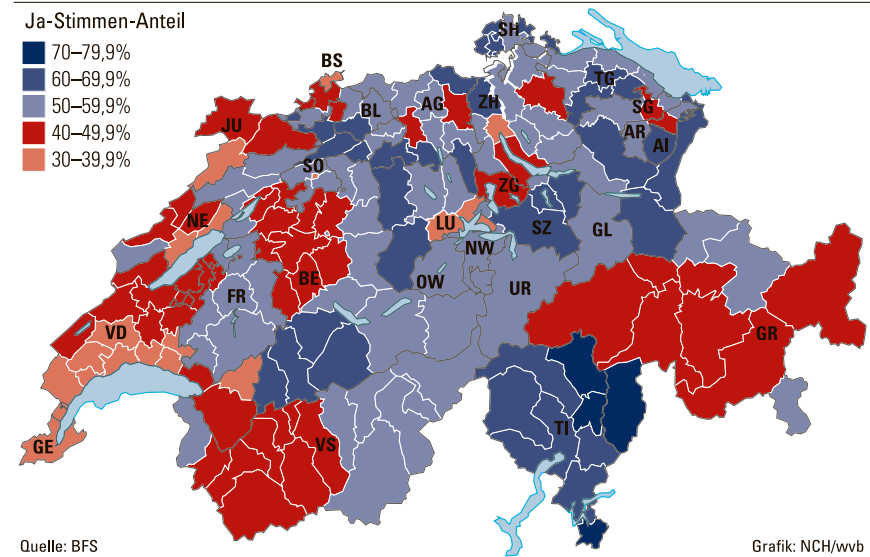 Ja-Stimmen-Anteil
70–79,9%
60–69,9%
50–59,9%
40–49,9%
30–39,9%
SH
BS
TG
BL
AG
ZH
SG
JU
AR
AI
SO
ZG
NE
LU
SZ
GL
NW
BE
OW
FR
UR
VD
GR
TI
GE
VS
Quelle: BFS
Grafik: NCH/wvb